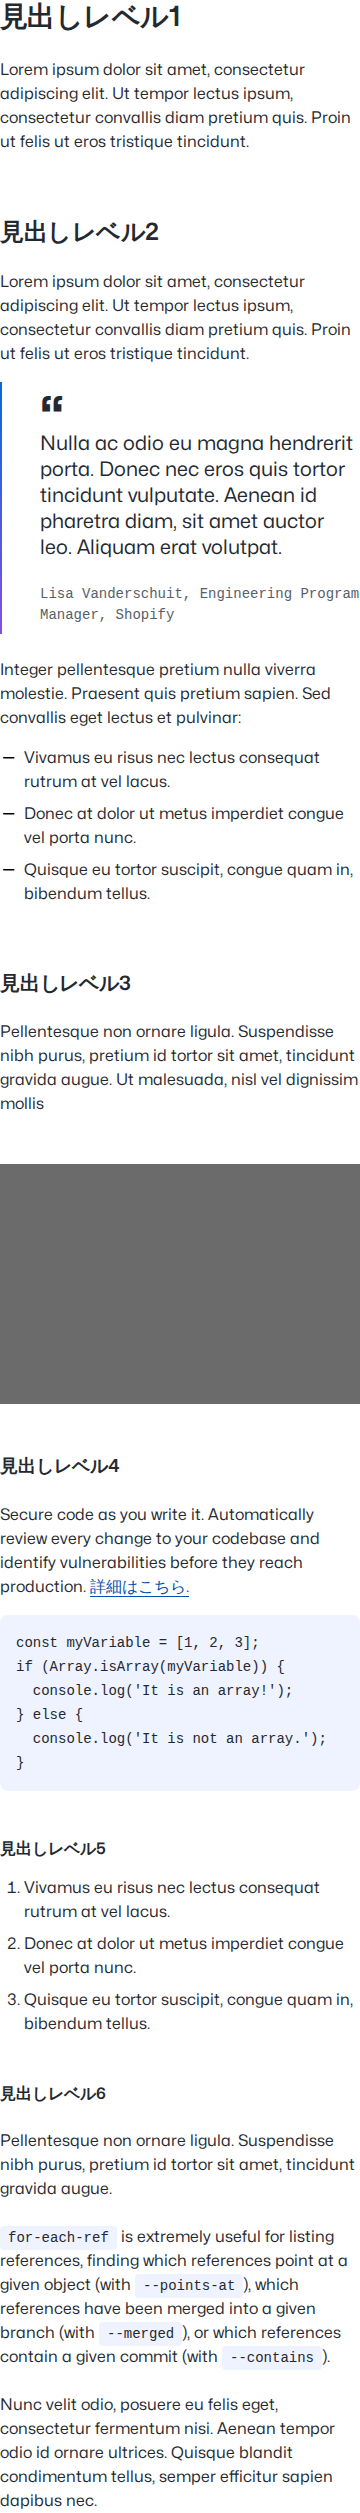 見出しレベル1
Lorem ipsum dolor sit amet, consectetur
adipiscing elit. Ut tempor lectus ipsum,
consectetur convallis diam pretium quis. Proin
ut felis ut eros tristique tincidunt.
見出しレベル2
Lorem ipsum dolor sit amet, consectetur
adipiscing elit. Ut tempor lectus ipsum,
consectetur convallis diam pretium quis. Proin
ut felis ut eros tristique tincidunt.
“
Nulla ac odio eu magna hendrerit
porta. Donec nec eros quis tortor
tincidunt vulputate. Aenean id
pharetra diam, sit amet auctor
leo. Aliquam erat volutpat.
Lisa Vanderschuit, Engineering Program
Manager, Shopify
Integer pellentesque pretium nulla viverra
molestie. Praesent quis pretium sapien. Sed
convallis eget lectus et pulvinar:
— Vivamus eu risus nec lectus consequat
rutrum at vel lacus.
— Donec at dolor ut metus imperdiet congue
vel porta nunc.
— Quisque eu tortor suscipit, congue quam in,
bibendum tellus.
見出しレベル3
Pellentesque non ornare ligula. Suspendisse
nibh purus, pretium id tortor sit amet, tincidunt
gravida augue. Ut malesuada, nisl vel dignissim
mollis
見出しレベル4
Secure code as you write it. Automatically
review every change to your codebase and
identify vulnerabilities before they reach
production. 詳細はこちら.
const myVariable = [1, 2, 3];
if (Array.isArray(myVariable)) {
  console.log('It is an array!');
} else {
  console.log('It is not an array.');
}
見出しレベル5
1. Vivamus eu risus nec lectus consequat
rutrum at vel lacus.
2. Donec at dolor ut metus imperdiet congue
vel porta nunc.
3. Quisque eu tortor suscipit, congue quam in,
bibendum tellus.
見出しレベル6
Pellentesque non ornare ligula. Suspendisse
nibh purus, pretium id tortor sit amet, tincidunt
gravida augue.
for-each-ref is extremely useful for listing
references, finding which references point at a
given object (with --points-at ), which
references have been merged into a given
branch (with --merged ), or which references
contain a given commit (with --contains ).
Nunc velit odio, posuere eu felis eget,
consectetur fermentum nisi. Aenean tempor
odio id ornare ultrices. Quisque blandit
condimentum tellus, semper efficitur sapien
dapibus nec.